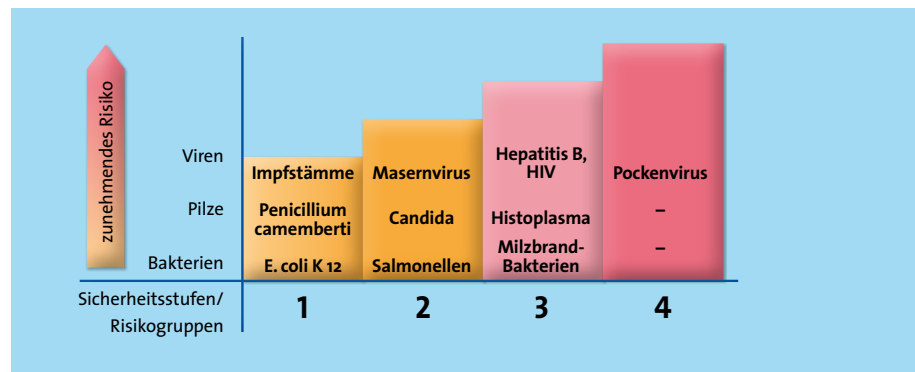 zunehmendes Risiko
Viren
Impfstämme
Masernvirus
Hepatitis B,
HIV
Pockenvirus
Pilze
Penicillium
camemberti
Candida
Histoplasma
–
Bakterien
E. coli K 12
Salmonellen
Milzbrand-
Bakterien
–
Sicherheitsstufen/
Risikogruppen
1
2
3
4